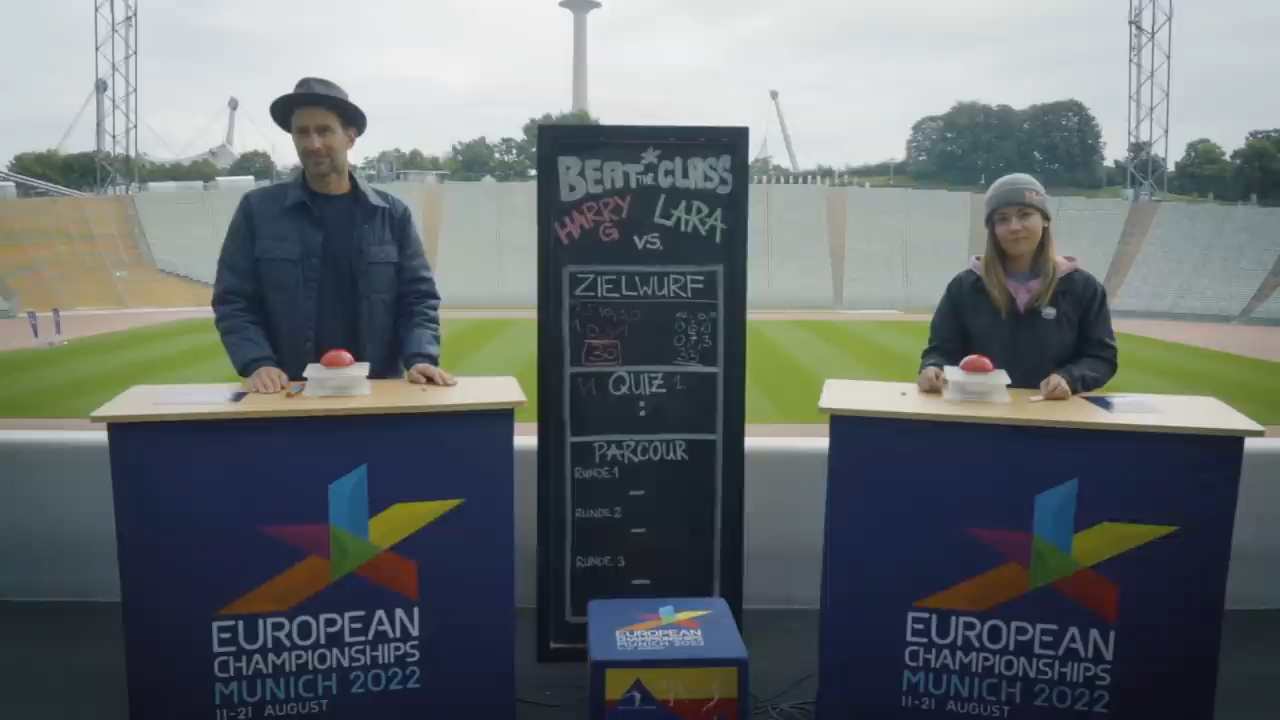 BEAT THE CLASS
HARRY G
VS.
LARA
ZIELWURF
33
QUIZ
:
PARCOUR
RUNDE 1
RUNDE 2
RUNDE 3
EUROPEAN
CHAMPIONSHIPS
MUNICH 2022
11-21 AUGUST
EUROPEAN
CHAMPIONSHIPS
MUNICH 2022
EUROPEAN
CHAMPIONSHIPS
MUNICH 2022
11-21 AUGUST